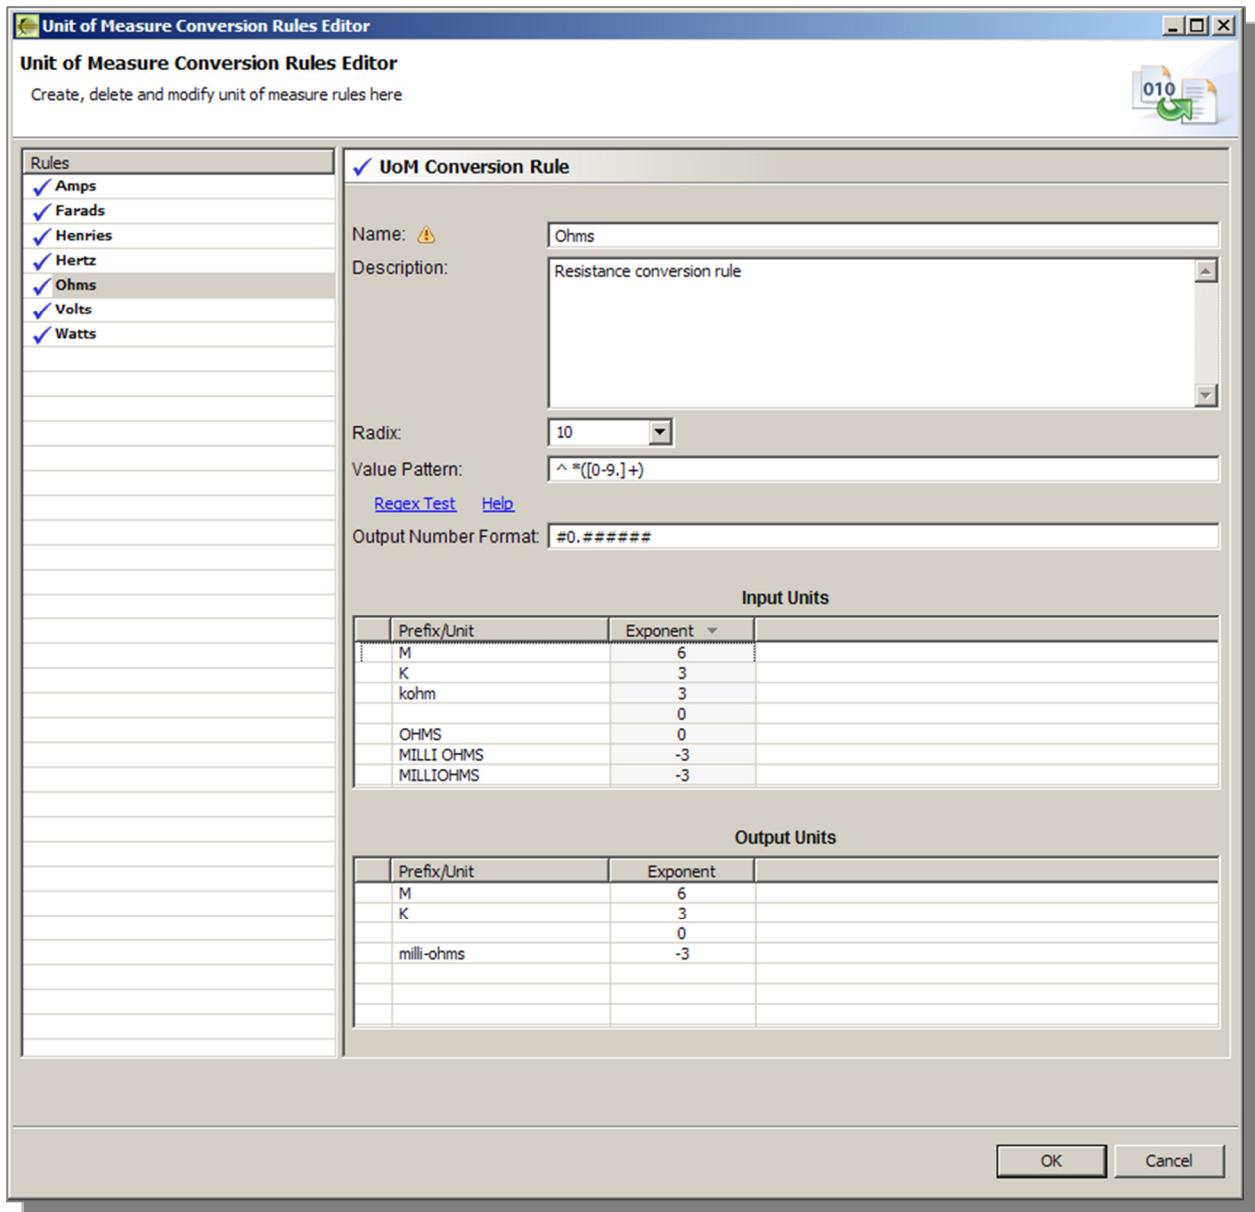 Unit of Measure Conversion Rules Editor
Unit of Measure Conversion Rules Editor
Create, delete and modify unit of measure rules here
010
Rules
Amps
Farads
Henries
Hertz
Ohms
Volts
Watts
UoM Conversion Rule
Name: Ohms
Description: Resistance conversion rule
Radix: 10
Value Pattern: ^ *([0-9.]+)
Regex Test Help
Output Number Format: #0.######
Input Units
Prefix/Unit Exponent
M 6
K 3
kohm 3
0
OHMS 0
MILLI OHMS -3
MILLIOHMS -3
Output Units
Prefix/Unit Exponent
M 6
K 3
0
milli-ohms -3
OK Cancel